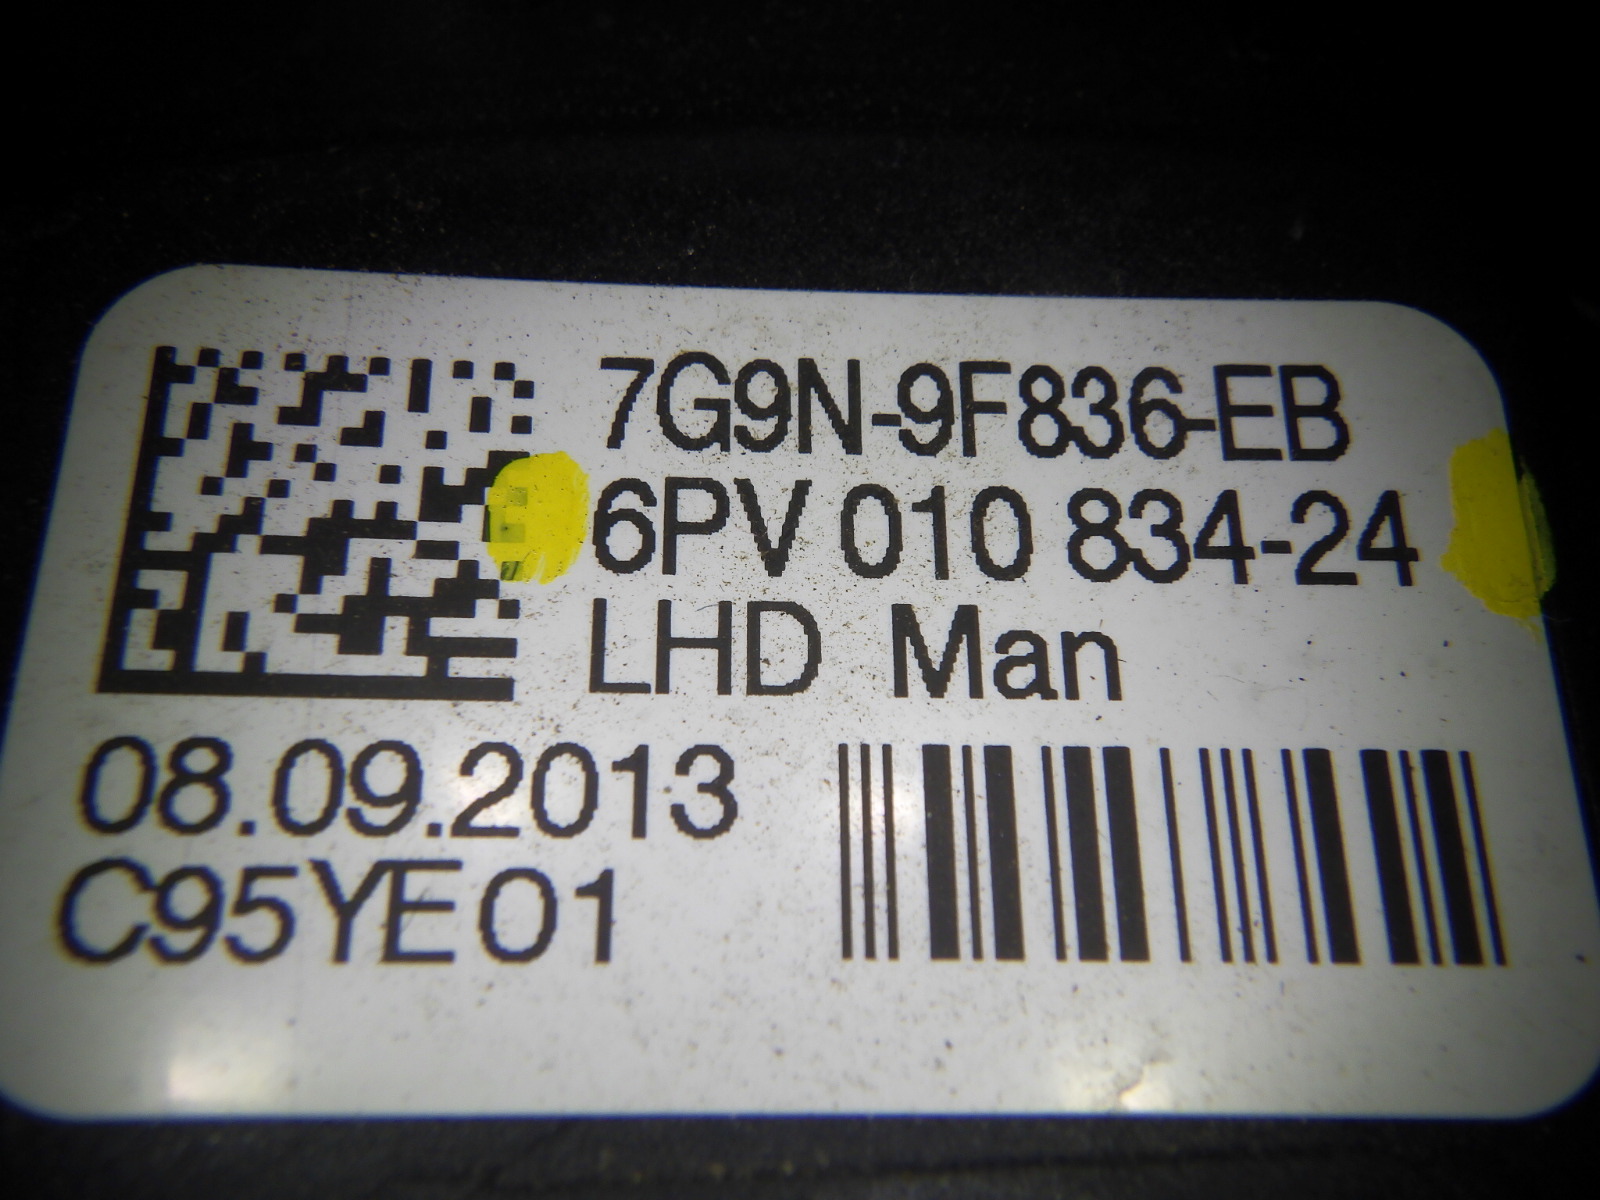 7G9N-9F836-EB
6PV 010 834-24
LHD Man
08.09.2013
C95YE01